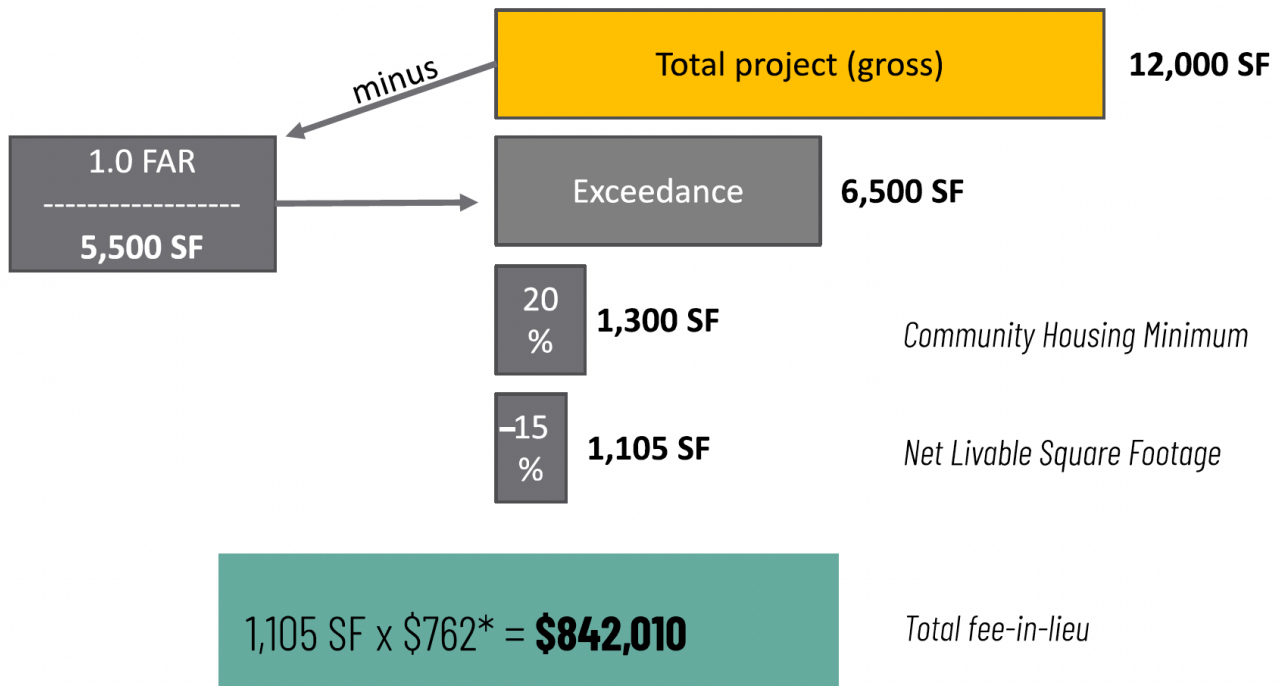 Total project (gross)
12,000 SF
minus
1.0 FAR
------------------
5,500 SF
Exceedance
6,500 SF
20
%
1,300 SF
Community Housing Minimum
–15
%
1,105 SF
Net Livable Square Footage
1,105 SF x $762* = $842,010
Total fee-in-lieu